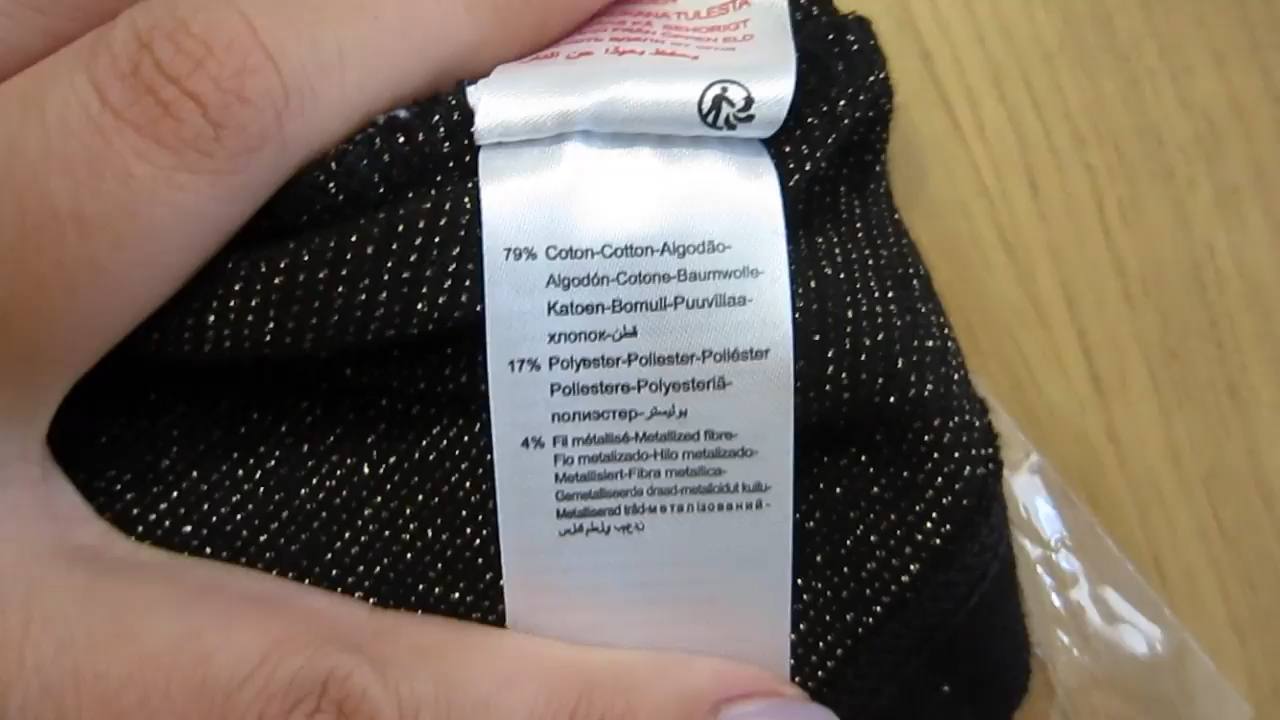 TULESTA
79% Coton-Cotton-Algodão-
Algodón-Cotone-Baumwolle-
Katoen-Bomull-Puuvillaa-
хлопок-قطن
17% Polyester-Poliester-Poliéster
Poliestere-Polyesteriä-
полиэстер-بوليستر
4% Fil métallisé-Metallized fibre-
Fio metalizado-Hilo metalizado-
Metallisiert-Fibra metallica-
Gemetalliseerde draad-metalloidut kuitu-
Metalliserad tråd-металізований-